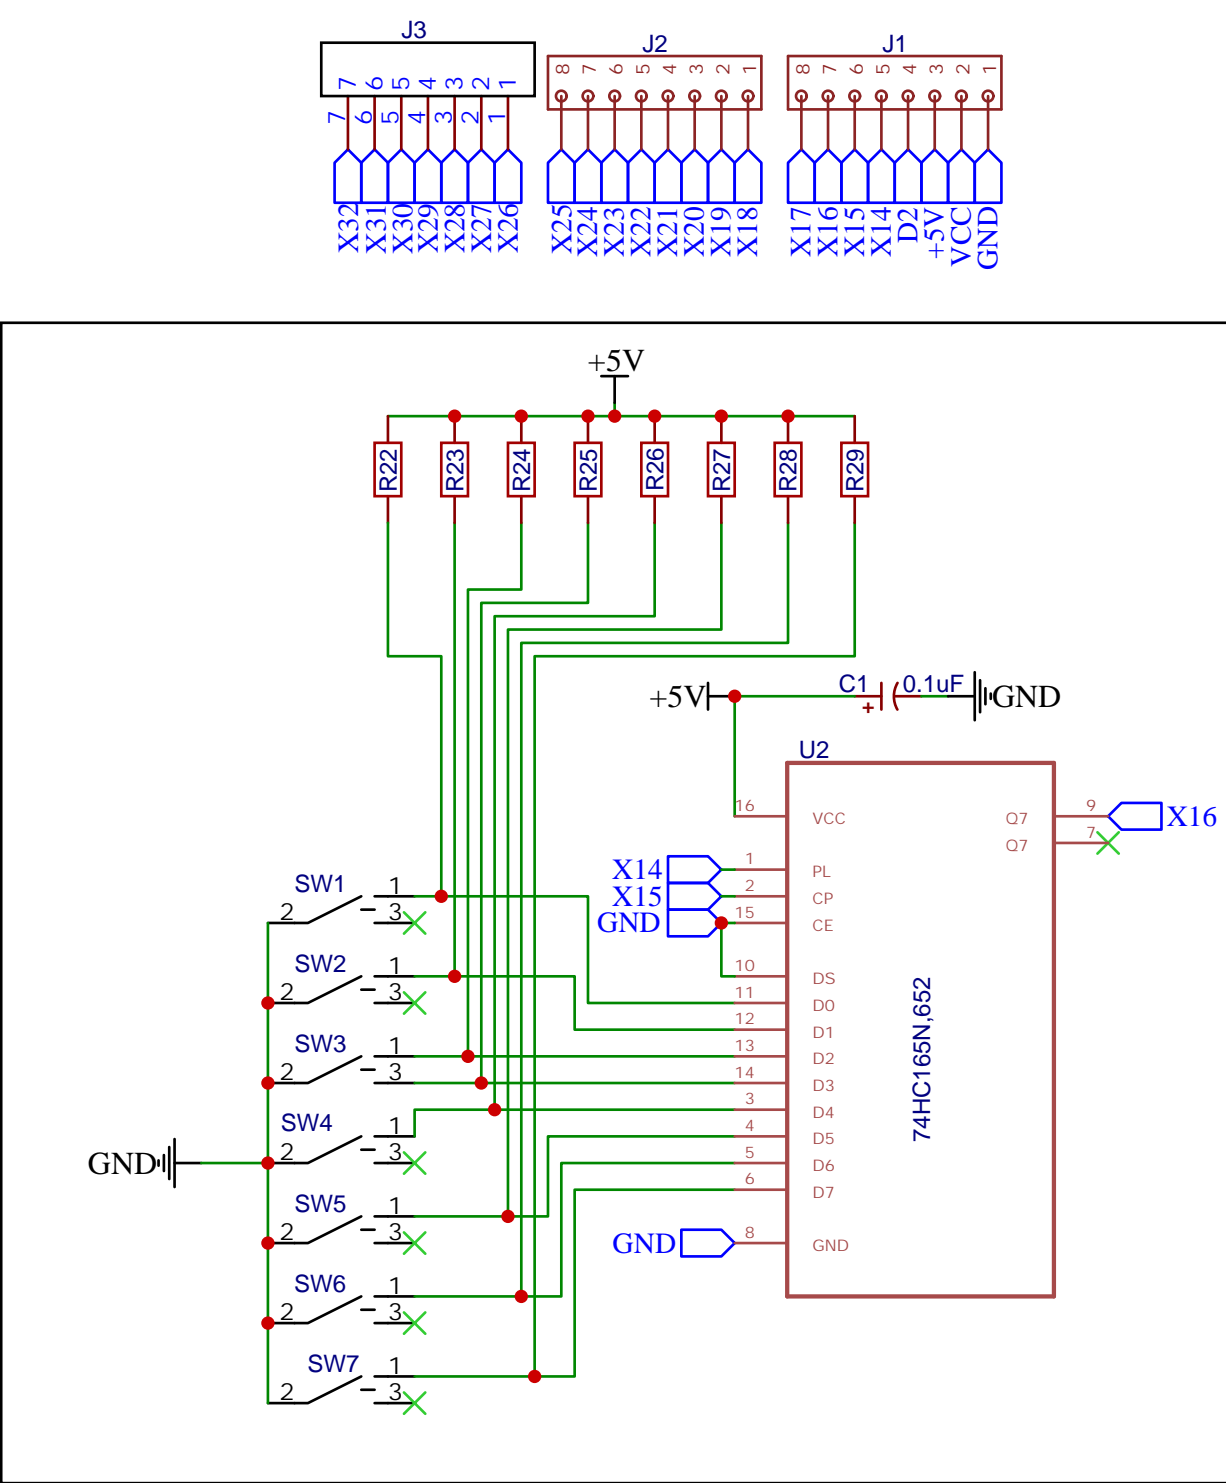 J3
J2
J1
7 6 5 4 3 2 1
8 7 6 5 4 3 2 1
8 7 6 5 4 3 2 1
7 6 5 4 3 2 1
X32 X31 X30 X29 X28 X27 X26
X25 X24 X23 X22 X21 X20 X19 X18
X17 X16 X15 X14 D2 +5V VCC GND
+5V
R22 R23 R24 R25 R26 R27 R28 R29
+5V C1 + 0.1uF GND
U2
16 VCC Q7 9 X16
Q7 7
X14 1 PL
X15 2 CP
GND 15 CE
10 DS
11 D0
12 D1
13 D2
14 D3
3 D4
4 D5
5 D6
6 D7
GND 8 GND
74HC165N,652
SW1 1
2 3
SW2 1
2 3
SW3 1
2 3
SW4 1
GND 2 3
SW5 1
2 3
SW6 1
2 3
SW7 1
2 3